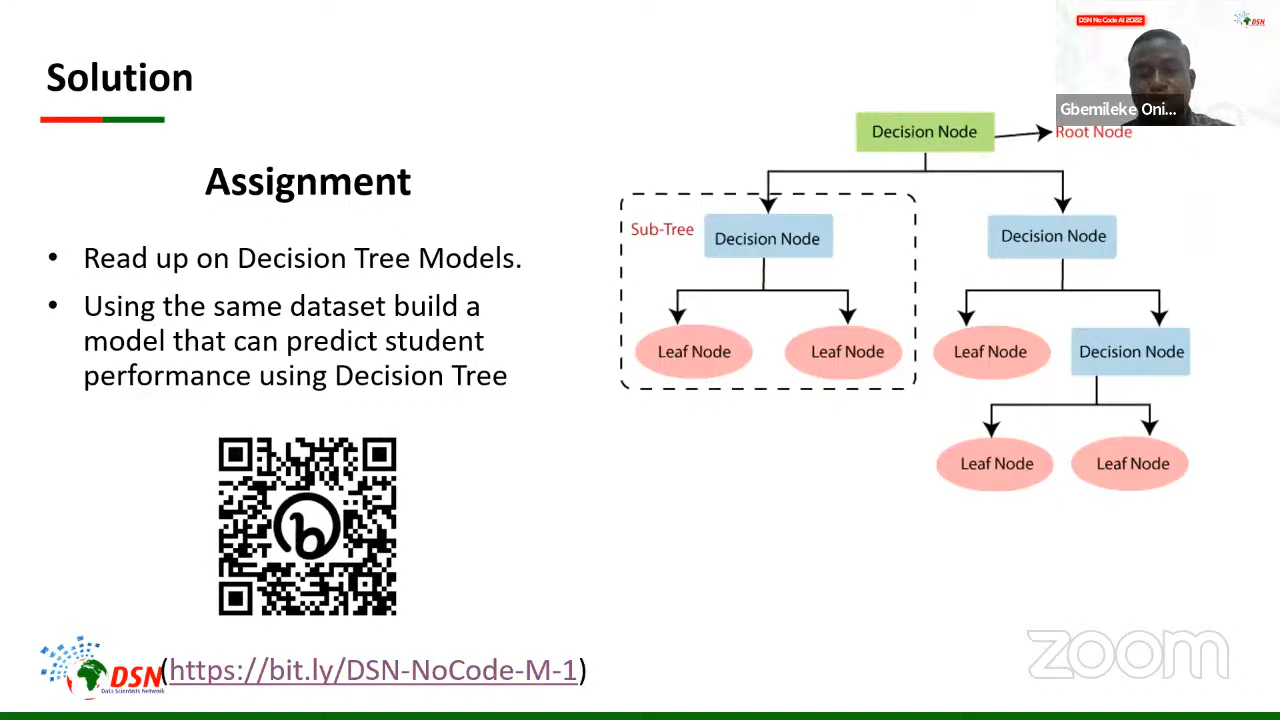 DSN No Code AI 2022
DSN
Gbemileke Oni...
Solution
Assignment
• Read up on Decision Tree Models.
• Using the same dataset build a
model that can predict student
performance using Decision Tree
Decision Node
Root Node
Sub-Tree
Decision Node
Decision Node
Leaf Node
Leaf Node
Leaf Node
Decision Node
Leaf Node
Leaf Node
b
DSN
Data Scientists Network
(https://bit.ly/DSN-NoCode-M-1)
zoom